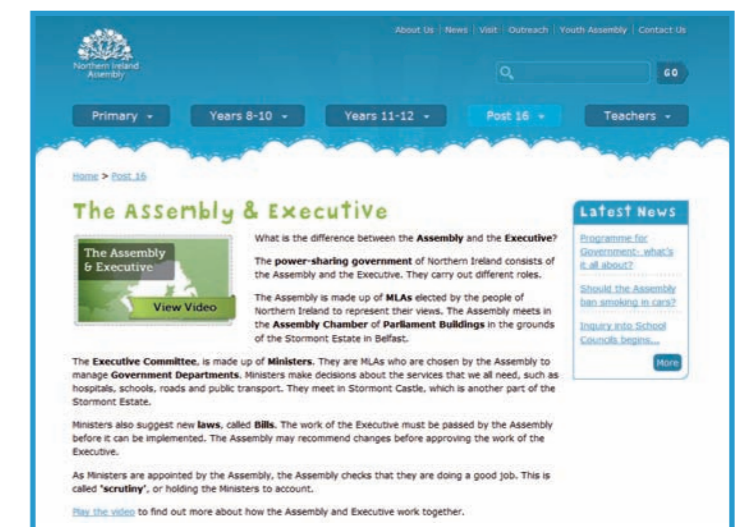 About Us | News | Visit | Outreach | Youth Assembly | Contact Us
Northern Ireland
Assembly
GO
Primary
Years 8-10
Years 11-12
Post 16
Teachers
Home > Post 16
The Assembly & Executive
The Assembly
& Executive
View Video
What is the difference between the Assembly and the Executive?
The power-sharing government of Northern Ireland consists of
the Assembly and the Executive. They carry out different roles.
The Assembly is made up of MLAs elected by the people of
Northern Ireland to represent their views. The Assembly meets in
the Assembly Chamber of Parliament Buildings in the grounds
of the Stormont Estate in Belfast.
The Executive Committee, is made up of Ministers. They are MLAs who are chosen by the Assembly to
manage Government Departments. Ministers make decisions about the services that we all need, such as
hospitals, schools, roads and public transport. They meet in Stormont Castle, which is another part of the
Stormont Estate.
Ministers also suggest new laws, called Bills. The work of the Executive must be passed by the Assembly
before it can be implemented. The Assembly may recommend changes before approving the work of the
Executive.
As Ministers are appointed by the Assembly, the Assembly checks that they are doing a good job. This is
called 'scrutiny', or holding the Ministers to account.
Play the video to find out more about how the Assembly and Executive work together.
Latest News
Programme for
Government- what's
it all about?
Should the Assembly
ban smoking in cars?
Inquiry into School
Councils begins...
More